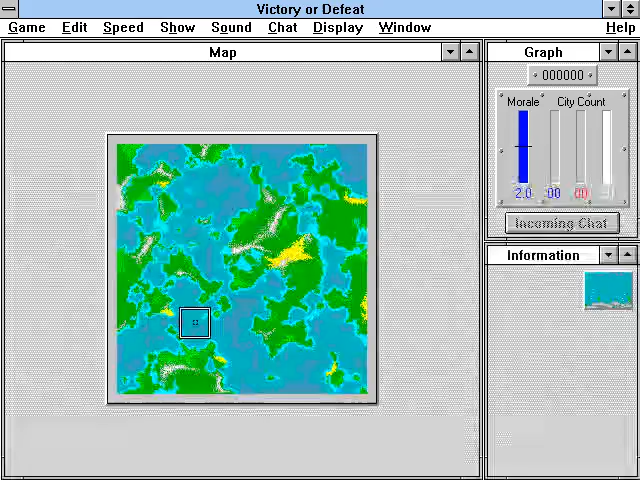 Victory or Defeat
Game Edit Speed Show Sound Chat Display Window Help
Map
Graph
000000
Morale City Count
2.0 00 00
Incoming Chat
Information